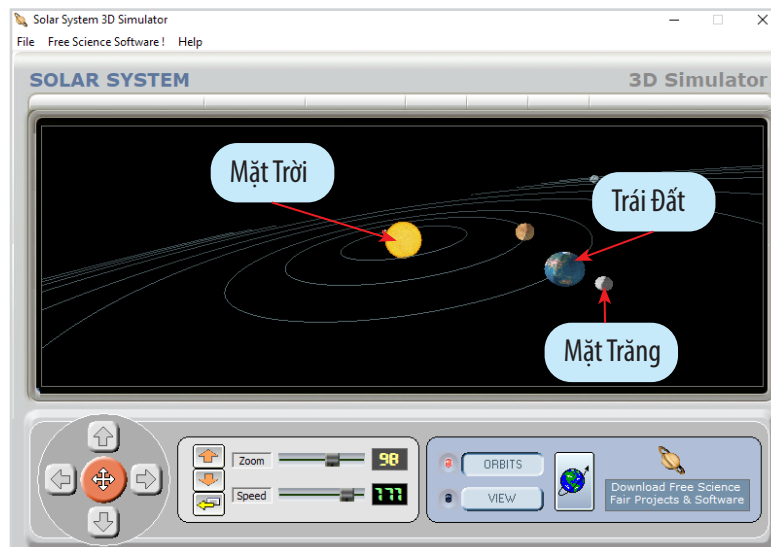 Solar System 3D Simulator
File Free Science Software ! Help
SOLAR SYSTEM 3D Simulator
Mặt Trời
Trái Đất
Mặt Trăng
Zoom 98
Speed 177
ORBITS
VIEW
Download Free Science
Fair Projects & Software